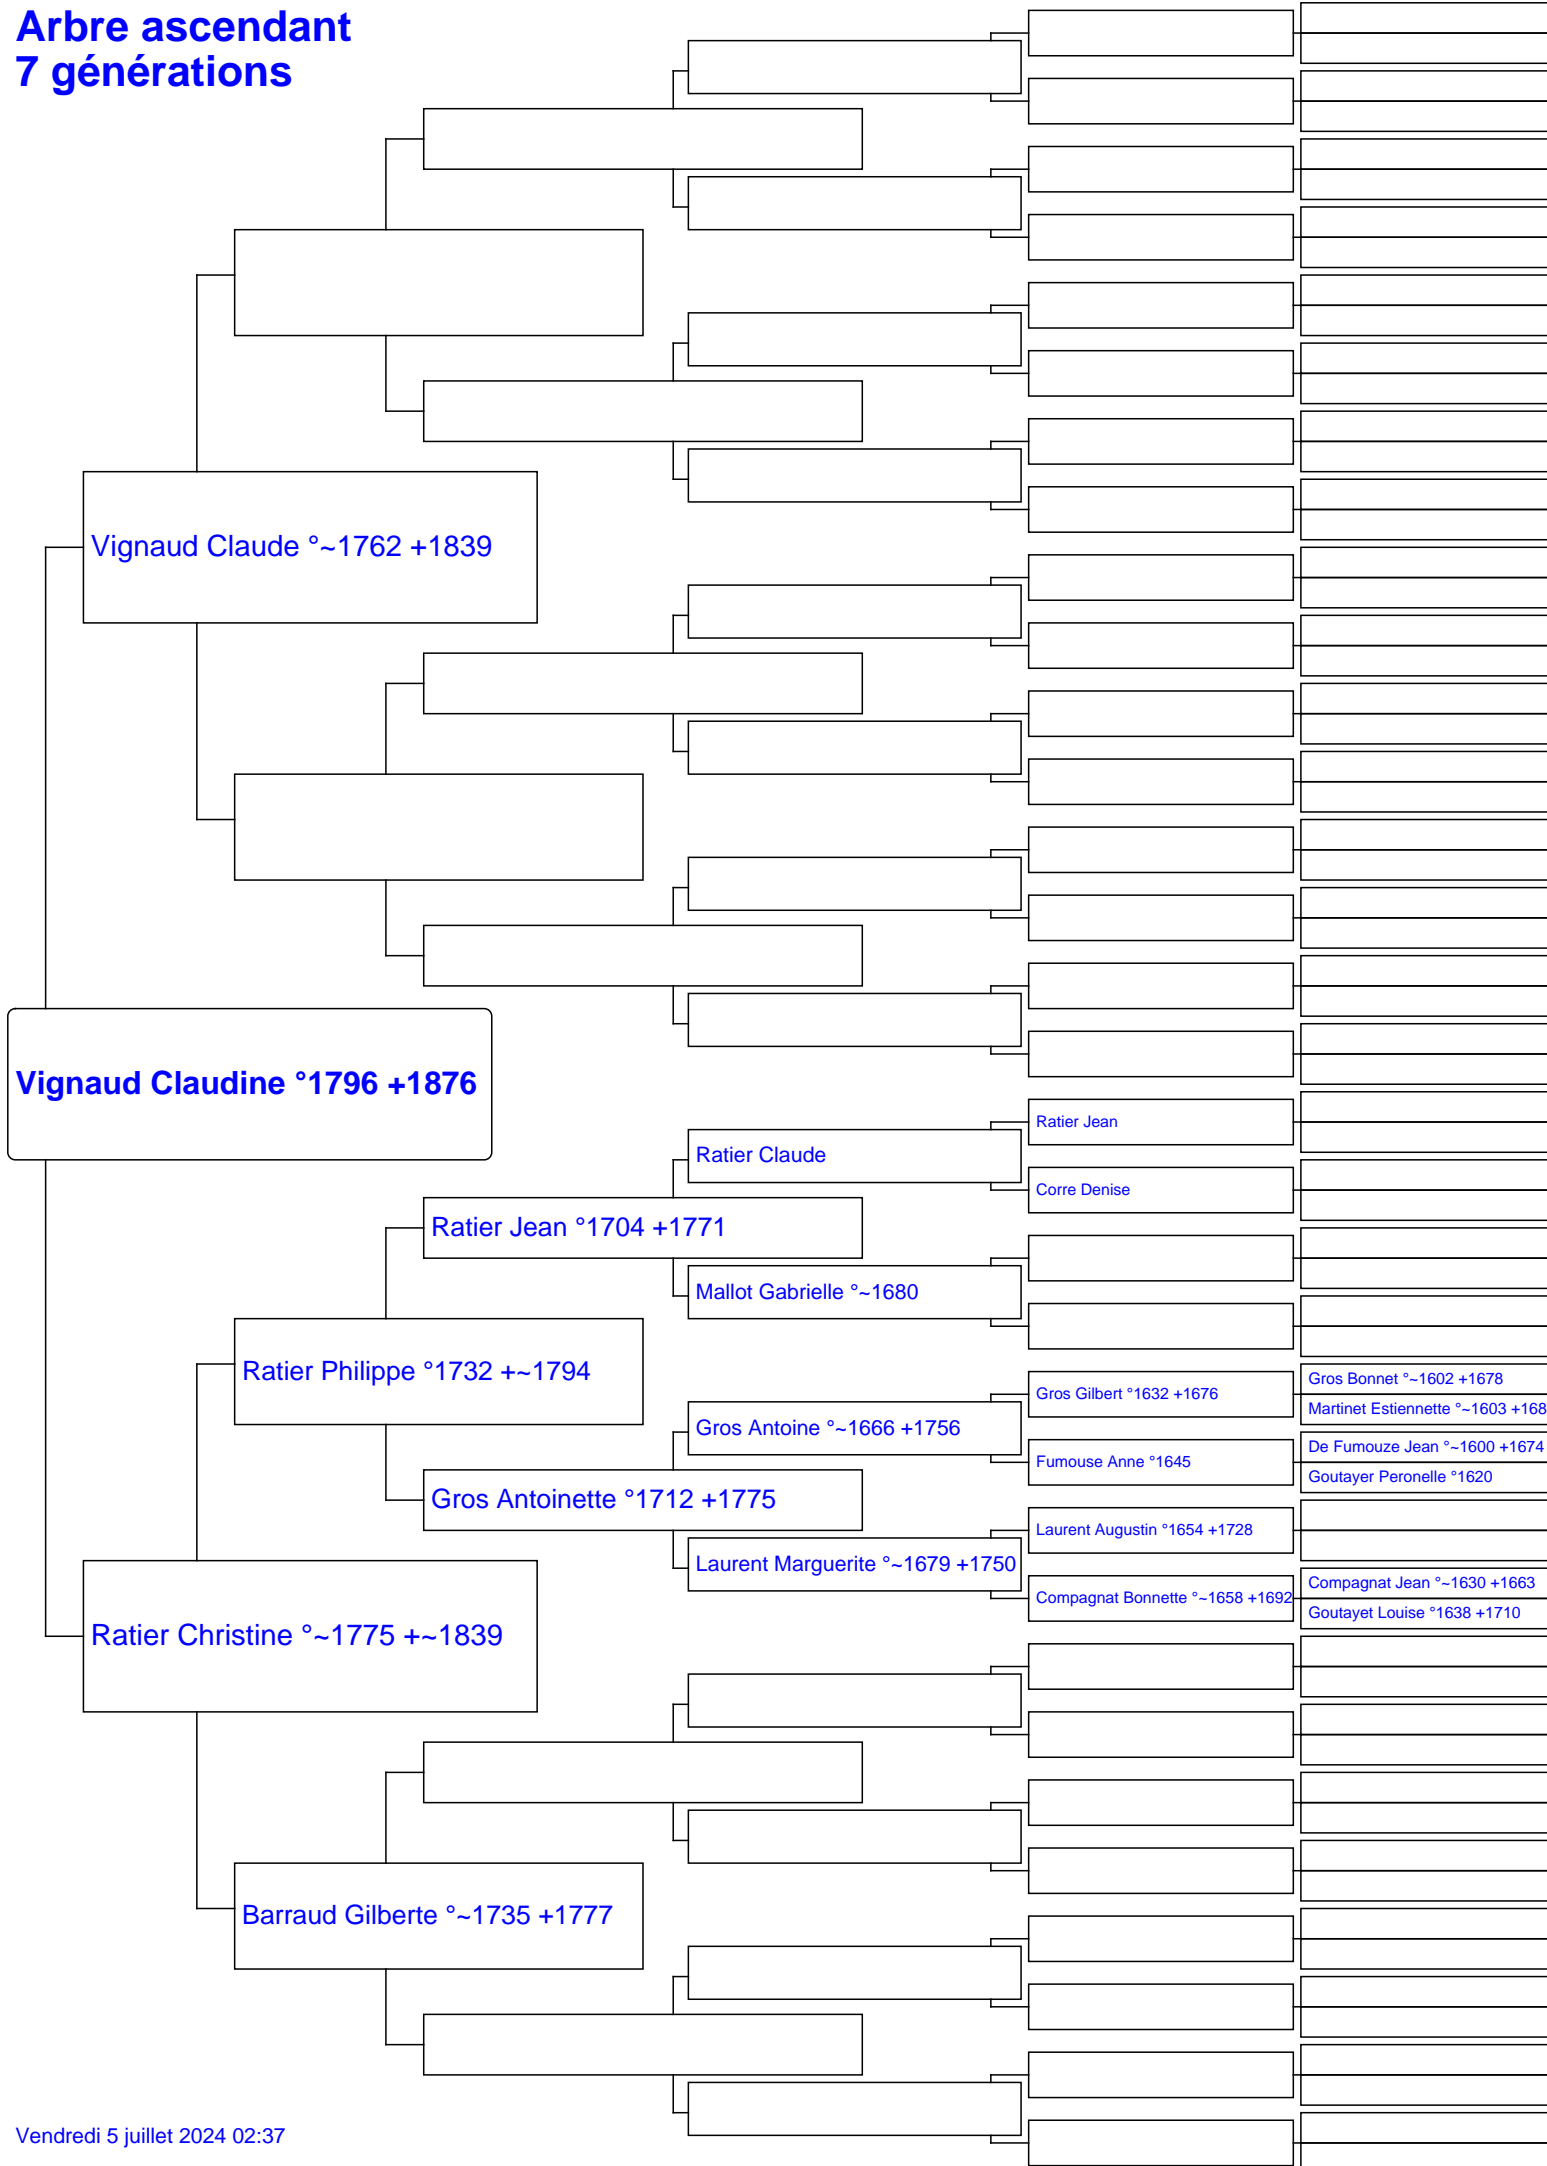 Arbre ascendant
7 générations
Vignaud Claude °~1762 +1839
Vignaud Claudine °1796 +1876
Ratier Jean
Ratier Claude
Corre Denise
Ratier Jean °1704 +1771
Mallot Gabrielle °~1680
Ratier Philippe °1732 +~1794
Gros Bonnet °~1602 +1678
Gros Gilbert °1632 +1676
Martinet Estiennette °~1603 +168
Gros Antoine °~1666 +1756
De Fumouze Jean °~1600 +1674
Fumouse Anne °1645
Goutayer Peronelle °1620
Gros Antoinette °1712 +1775
Laurent Augustin °1654 +1728
Laurent Marguerite °~1679 +1750
Compagnat Jean °~1630 +1663
Compagnat Bonnette °~1658 +1692
Goutayet Louise °1638 +1710
Ratier Christine °~1775 +~1839
Barraud Gilberte °~1735 +1777
Vendredi 5 juillet 2024 02:37